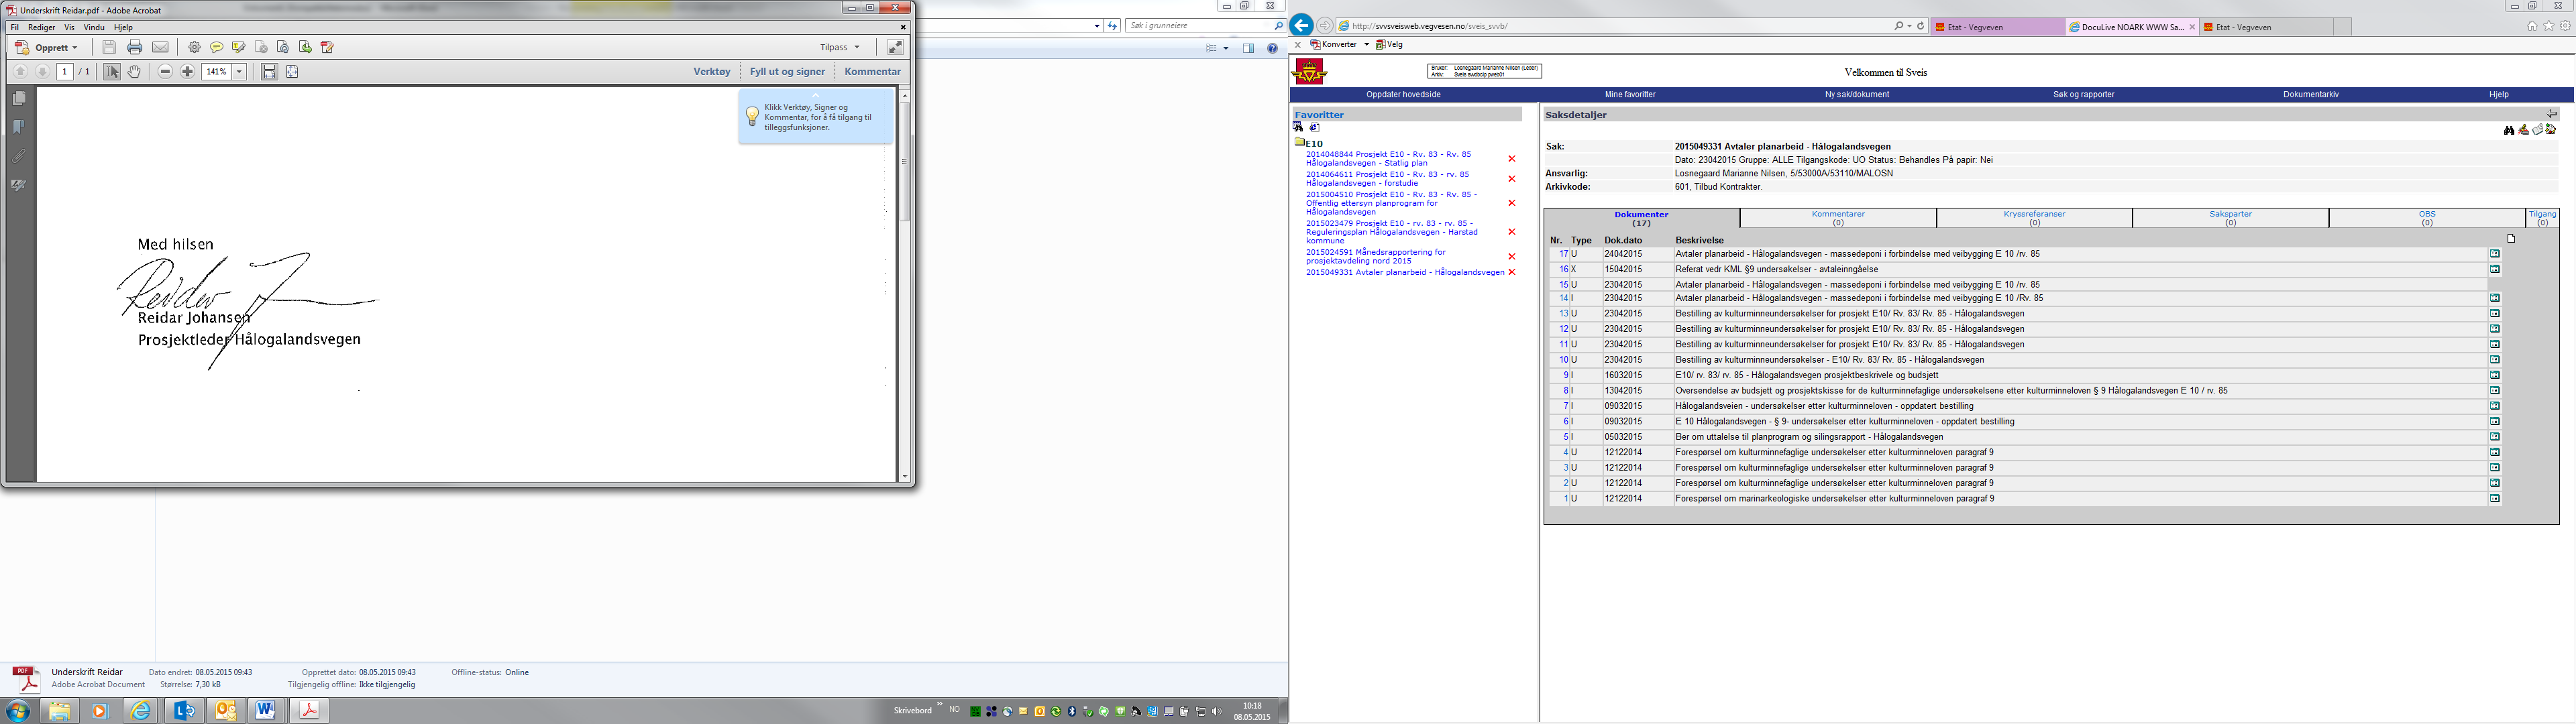 Underskrift Reidar.pdf - Adobe Acrobat
Fil Rediger Vis Vindu Hjelp
Opprett
Tilpass
1 / 1
141%
Verktøy Fyll ut og signer Kommentar
Klikk Verktøy, Signer og
Kommentar, for å få tilgang til
tilleggsfunksjoner.
Med hilsen
Reidar J
Reidar Johansen
Prosjektleder Hålogalandsvegen
Søk i grunneiere
Underskrift Reidar Dato endret: 08.05.2015 09:43 Opprettet dato: 08.05.2015 09:43 Offline-status: Online
Adobe Acrobat Document Størrelse: 7,30 kB Tilgjengelig offline: Ikke tilgjengelig
Skrivebord NO
10:18
08.05.2015
http://svvsveisweb.vegvesen.no/sveis_svvb/
Etat - Vegveven
DocuLive NOARK WWW Sa...
Etat - Vegveven
x Konverter Velg
Bruker: Losnegaard Marianne Nilsen (Leder)
Velkommen til Sveis
Oppdater hovedside Mine favoritter Ny sak/dokument Søk og rapporter Dokumentarkiv Hjelp
Favoritter
E10
2014048844 Prosjekt E10 - Rv. 83 - Rv. 85
Hålogalandsvegen - Statlig plan
2014064611 Prosjekt E10 - Rv. 83 - rv. 85
Hålogalandsvegen - forstudie
2015004510 Prosjekt E10 - Rv. 83 - Rv. 85 -
Offentlig ettersyn planprogram for
Hålogalandsvegen
2015023479 Prosjekt E10 - rv. 83 - rv. 85 -
Reguleringsplan Hålogalandsvegen - Harstad
kommune
2015024591 Månedsrapportering for
prosjektavdeling nord 2015
2015049331 Avtaler planarbeid - Hålogalandsvegen
Saksdetaljer
Sak: 2015049331 Avtaler planarbeid - Hålogalandsvegen
Dato: 23042015 Gruppe: ALLE Tilgangskode: UO Status: Behandles På papir: Nei
Ansvarlig: Losnegaard Marianne Nilsen, 5/53000A/53110/MALOSN
Arkivkode: 601, Tilbud Kontrakter.
Dokumenter Kommentarer Kryssreferanser Saksparter OBS Tilgang
(17) (0) (0) (0) (0) (0)
Nr. Type Dok.dato Beskrivelse
17 U 24042015 Avtaler planarbeid - Hålogalandsvegen - massedeponi i forbindelse med veibygging E 10 /rv. 85
16 X 15042015 Referat vedr KML §9 undersøkelser - avtaleinngåelse
15 U 23042015 Avtaler planarbeid - Hålogalandsvegen - massedeponi i forbindelse med veibygging E 10 /rv. 85
14 I 23042015 Avtaler planarbeid - Hålogalandsvegen - massedeponi i forbindelse med veibygging E 10 /Rv. 85
13 U 23042015 Bestilling av kulturminneundersøkelser for prosjekt E10/ Rv. 83/ Rv. 85 - Hålogalandsvegen
12 U 23042015 Bestilling av kulturminneundersøkelser for prosjekt E10/ Rv. 83/ Rv. 85 - Hålogalandsvegen
11 U 23042015 Bestilling av kulturminneundersøkelser for prosjekt E10/ Rv. 83/ Rv. 85 - Hålogalandsvegen
10 U 23042015 Bestilling av kulturminneundersøkelser - E10/ Rv. 83/ Rv. 85 - Hålogalandsvegen
9 I 16032015 E10/ rv. 83/ rv. 85 - Hålogalandsvegen prosjektbeskrivele og budsjett
8 I 13042015 Oversendelse av budsjett og prosjektskisse for de kulturminnefaglige undersøkelsene etter kulturminneloven § 9 Hålogalandsvegen E 10 / rv. 85
7 I 09032015 Hålogalandsveien - undersøkelser etter kulturminneloven - oppdatert bestilling
6 I 09032015 E 10 Hålogalandsvegen - § 9- undersøkelser etter kulturminneloven - oppdatert bestilling
5 I 05032015 Ber om uttalelse til planprogram og silingsrapport - Hålogalandsvegen
4 U 12122014 Forespørsel om kulturminnefaglige undersøkelser etter kulturminneloven paragraf 9
3 U 12122014 Forespørsel om kulturminnefaglige undersøkelser etter kulturminneloven paragraf 9
2 U 12122014 Forespørsel om kulturminnefaglige undersøkelser etter kulturminneloven paragraf 9
1 U 12122014 Forespørsel om marinarkeologiske undersøkelser etter kulturminneloven paragraf 9